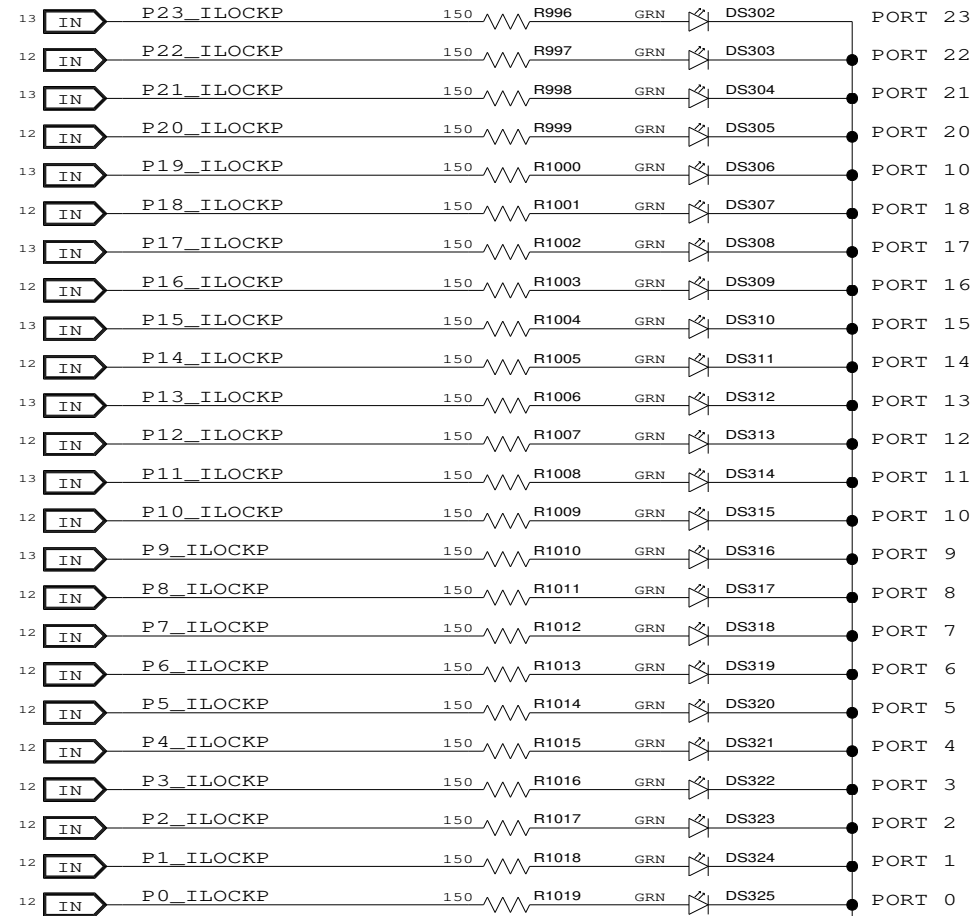 13 IN P23_ILOCKP 150 R996 GRN DS302 PORT 23
12 IN P22_ILOCKP 150 R997 GRN DS303 PORT 22
13 IN P21_ILOCKP 150 R998 GRN DS304 PORT 21
12 IN P20_ILOCKP 150 R999 GRN DS305 PORT 20
13 IN P19_ILOCKP 150 R1000 GRN DS306 PORT 10
12 IN P18_ILOCKP 150 R1001 GRN DS307 PORT 18
13 IN P17_ILOCKP 150 R1002 GRN DS308 PORT 17
12 IN P16_ILOCKP 150 R1003 GRN DS309 PORT 16
13 IN P15_ILOCKP 150 R1004 GRN DS310 PORT 15
12 IN P14_ILOCKP 150 R1005 GRN DS311 PORT 14
13 IN P13_ILOCKP 150 R1006 GRN DS312 PORT 13
12 IN P12_ILOCKP 150 R1007 GRN DS313 PORT 12
13 IN P11_ILOCKP 150 R1008 GRN DS314 PORT 11
12 IN P10_ILOCKP 150 R1009 GRN DS315 PORT 10
13 IN P9_ILOCKP 150 R1010 GRN DS316 PORT 9
12 IN P8_ILOCKP 150 R1011 GRN DS317 PORT 8
12 IN P7_ILOCKP 150 R1012 GRN DS318 PORT 7
12 IN P6_ILOCKP 150 R1013 GRN DS319 PORT 6
12 IN P5_ILOCKP 150 R1014 GRN DS320 PORT 5
12 IN P4_ILOCKP 150 R1015 GRN DS321 PORT 4
12 IN P3_ILOCKP 150 R1016 GRN DS322 PORT 3
12 IN P2_ILOCKP 150 R1017 GRN DS323 PORT 2
12 IN P1_ILOCKP 150 R1018 GRN DS324 PORT 1
12 IN P0_ILOCKP 150 R1019 GRN DS325 PORT 0